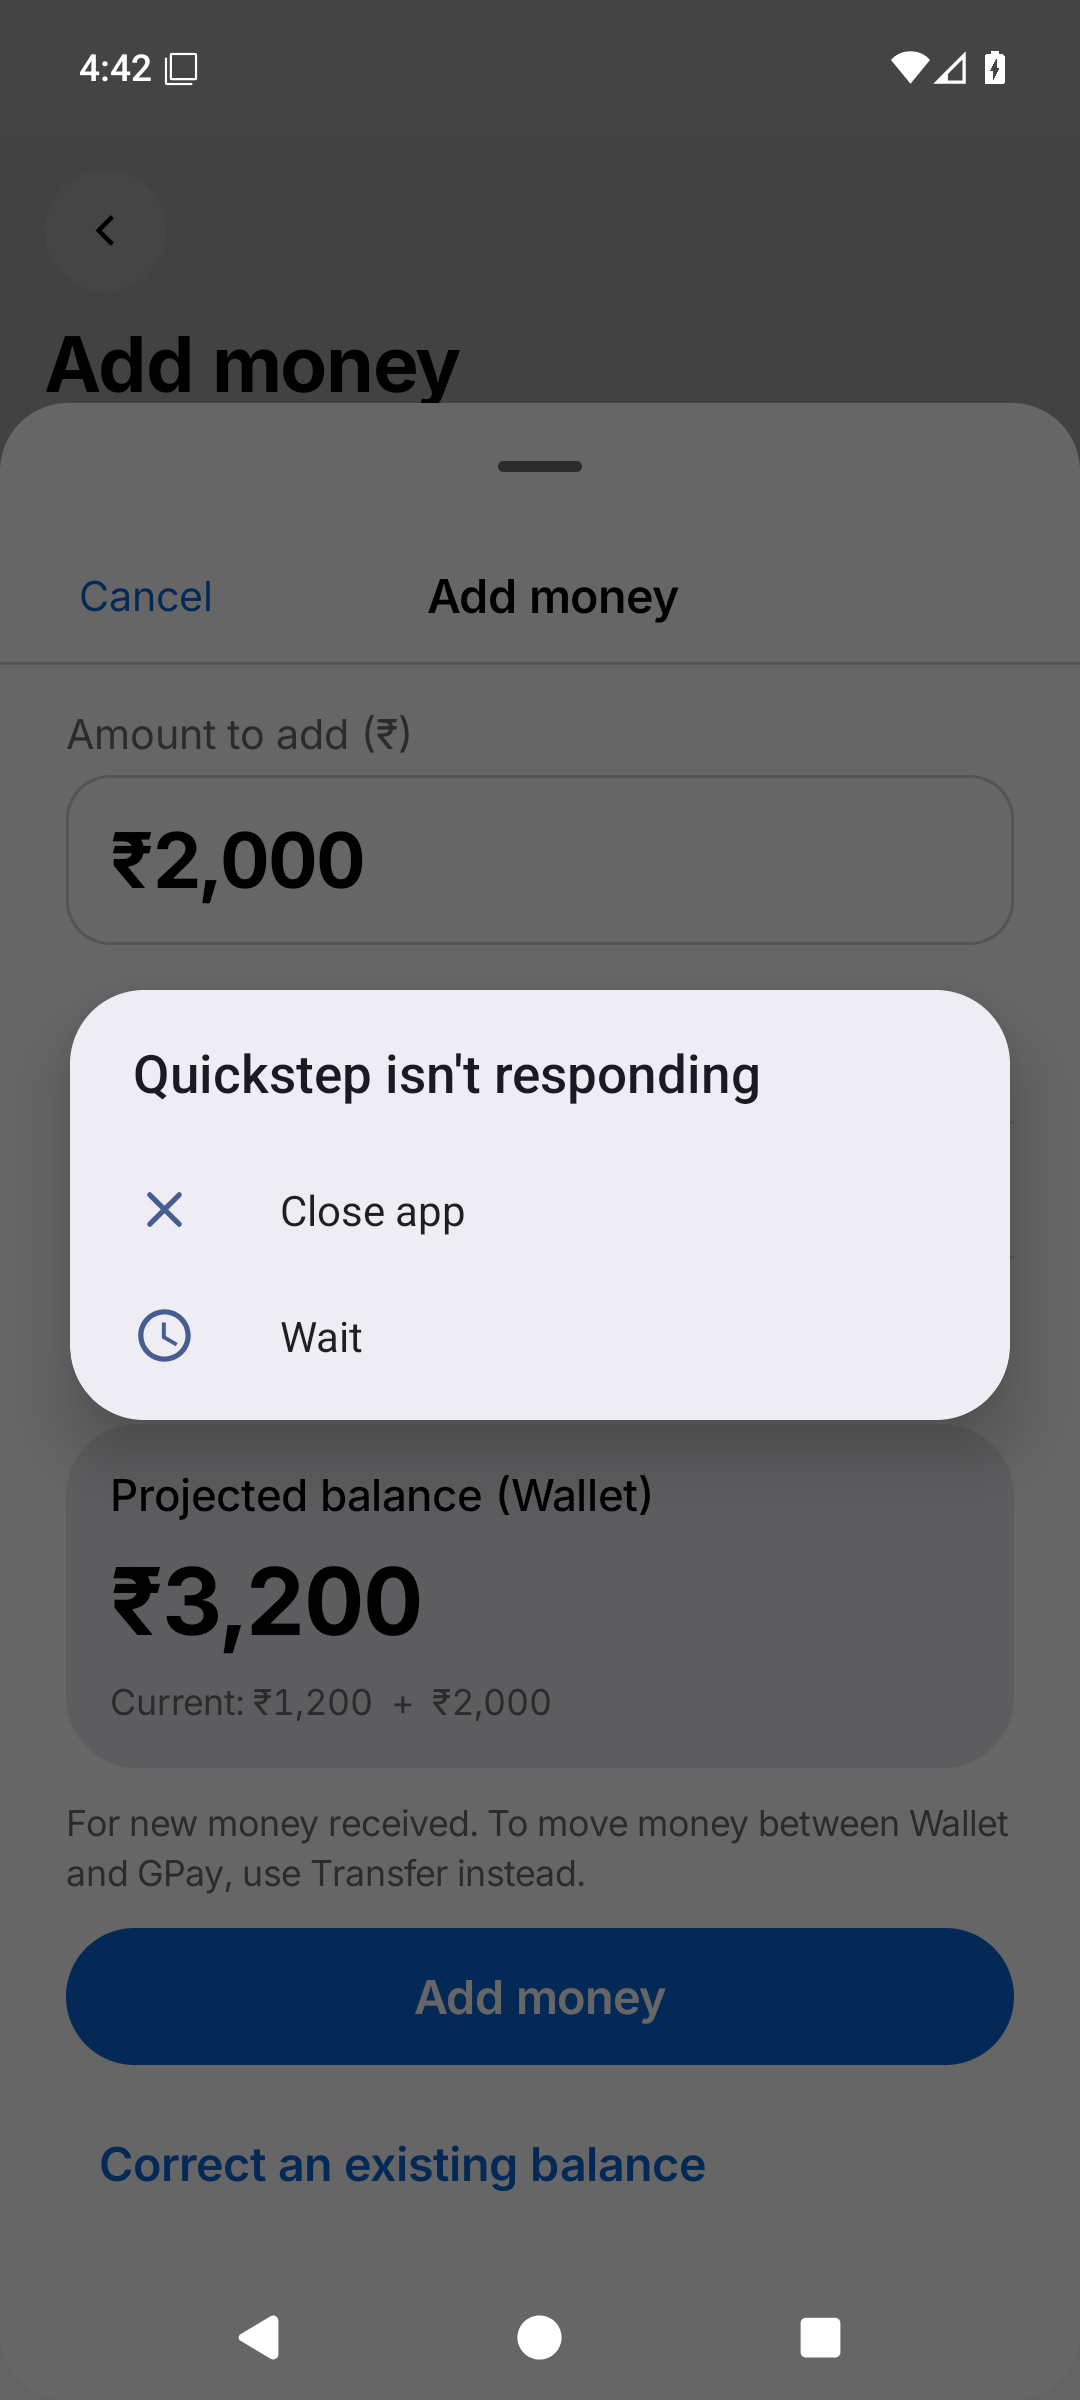 4:42
Add money
Cancel
Add money
Amount to add (₹)
₹2,000
Quickstep isn't responding
Close app
Wait
Projected balance (Wallet)
₹3,200
Current: ₹1,200 + ₹2,000
For new money received. To move money between Wallet
and GPay, use Transfer instead.
Add money
Correct an existing balance